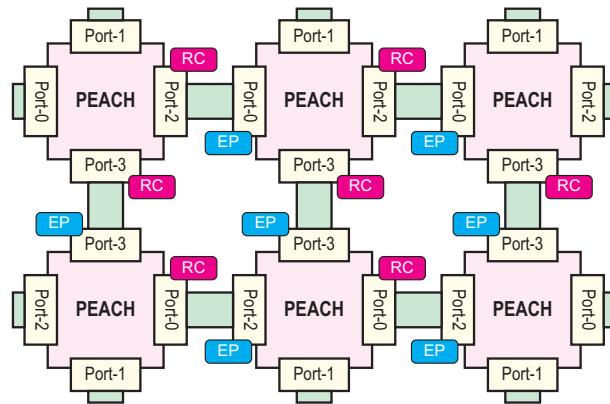 Port-1 Port-1 Port-1
RC RC
Port-0 PEACH Port-2 Port-0 PEACH Port-2 Port-0 PEACH Port-2
EP EP
Port-3 Port-3 Port-3
RC RC RC
EP EP EP
Port-3 Port-3 Port-3
RC RC
Port-2 PEACH Port-0 Port-2 PEACH Port-0 Port-2 PEACH Port-0
EP EP
Port-1 Port-1 Port-1